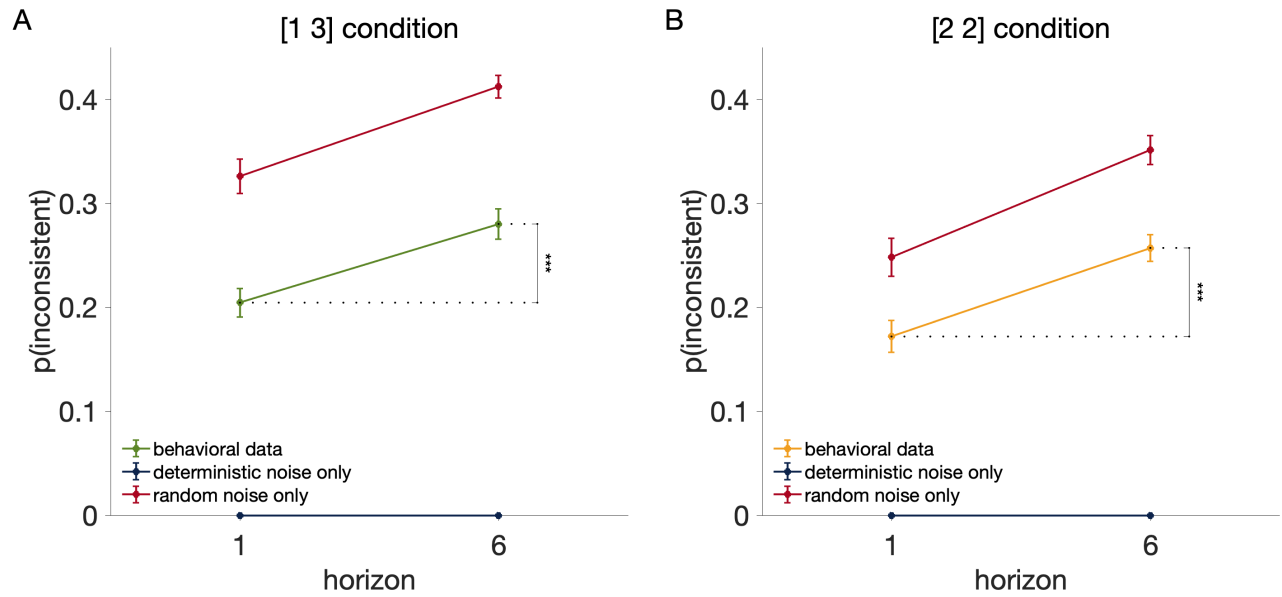 A
[1 3] condition
p(inconsistent)
0.4
0.3
0.2
0.1
0
***
behavioral data
deterministic noise only
random noise only
1
6
horizon
B
[2 2] condition
p(inconsistent)
0.4
0.3
0.2
0.1
0
***
behavioral data
deterministic noise only
random noise only
1
6
horizon